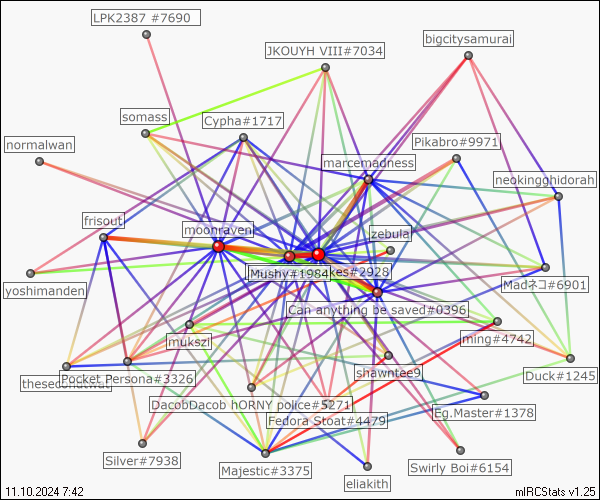 LPK2387 #7690
bigcitysamurai
JKOUYH VIII#7034
somass
Cypha#1717
normalwan
Pikabro#9971
marcemadness
neokingghidorah
frisout
moonraven
zebula
Mushy#1984
kes#2928
yoshimanden
Madネコ#6901
Can anything be saved#0396
mukszi
ming#4742
shawntee9
Pocket Persona#3326
Duck#1245
DacobDacob hORNY police#5271
Eg.Master#1378
Fedora Stoat#4479
Silver#7938
Majestic#3375
Swirly Boi#6154
eliakith
11.10.2024 7:42
mIRCStats v1.25